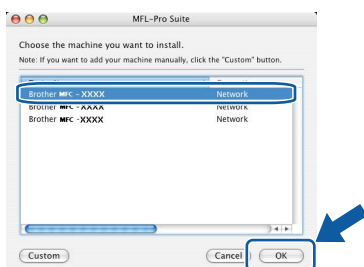 MFL-Pro Suite
Choose the machine you want to install.
Note: If you want to add your machine manually, click the "Custom" button.
Brother MFC - XXXX Network
Brother MFC - XXXX Network
Brother MFC - XXXX Network
Custom Cancel OK